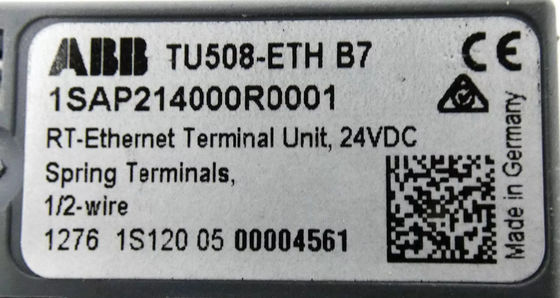 ABB TU508-ETH B7
1SAP214000R0001
RT-Ethernet Terminal Unit, 24VDC
Spring Terminals,
1/2-wire
1276 1S120 05 00004561
CE
Made in Germany